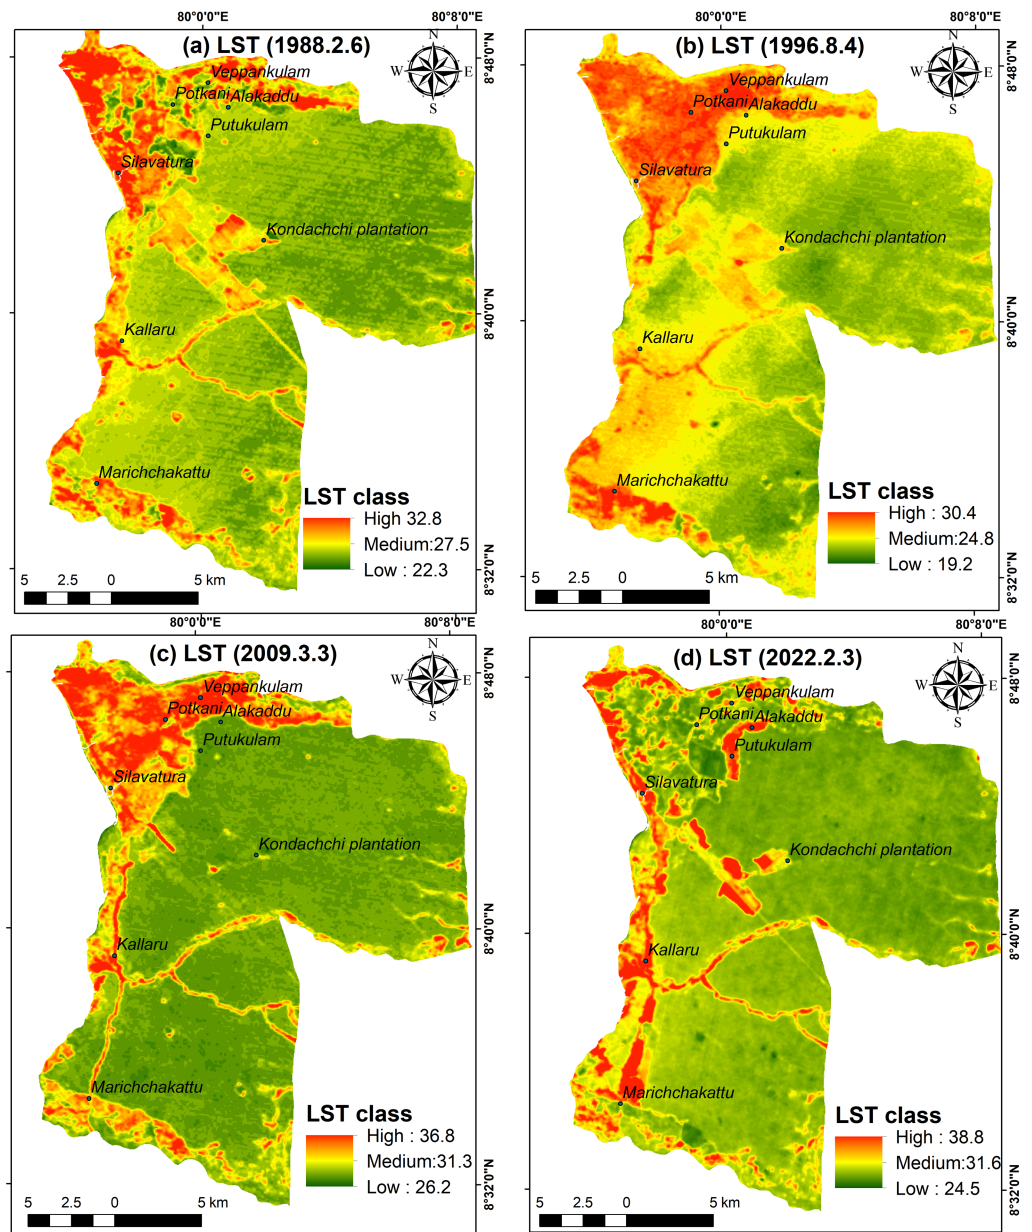 80°0'0"E
80°8'0"E
(a) LST (1988.2.6)
N
W
E
S
8°48'0"N
8°40'0"N
8°32'0"N
Veppankulam
Potkani
Alakaddu
Putukulam
Silavatura
Kondachchi plantation
Kallaru
Marichchakattu
LST class
High 32.8
Medium:27.5
Low : 22.3
5 2.5 0 5 km
80°0'0"E
80°8'0"E
(b) LST (1996.8.4)
N
W
E
S
8°48'0"N
8°40'0"N
8°32'0"N
Veppankulam
Potkani
Alakaddu
Putukulam
Silavatura
Kondachchi plantation
Kallaru
Marichchakattu
LST class
High : 30.4
Medium:24.8
Low : 19.2
5 2.5 0 5 km
80°0'0"E
80°8'0"E
(c) LST (2009.3.3)
N
W
E
S
8°48'0"N
8°40'0"N
8°32'0"N
Veppankulam
Potkani
Alakaddu
Putukulam
Silavatura
Kondachchi plantation
Kallaru
Marichchakattu
LST class
High : 36.8
Medium:31.3
Low : 26.2
5 2.5 0 5 km
80°0'0"E
80°8'0"E
(d) LST (2022.2.3)
N
W
E
S
8°48'0"N
8°40'0"N
8°32'0"N
Veppankulam
Potkani
Alakaddu
Putukulam
Silavatura
Kondachchi plantation
Kallaru
Marichchakattu
LST class
High : 38.8
Medium:31.6
Low : 24.5
5 2.5 0 5 km